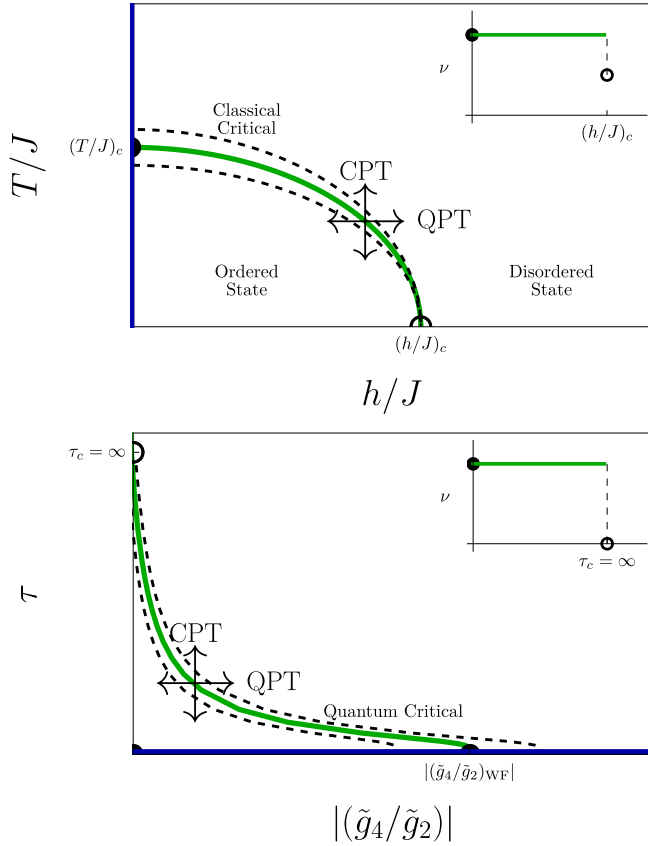 T/J
(T/J)_c
Classical
Critical
CPT
QPT
Ordered
State
Disordered
State
(h/J)_c
h/J
ν
(h/J)_c
τ
τ_c = ∞
CPT
QPT
Quantum Critical
|(g̃_4/g̃_2)_WF|
|(g̃_4/g̃_2)|
ν
τ_c = ∞